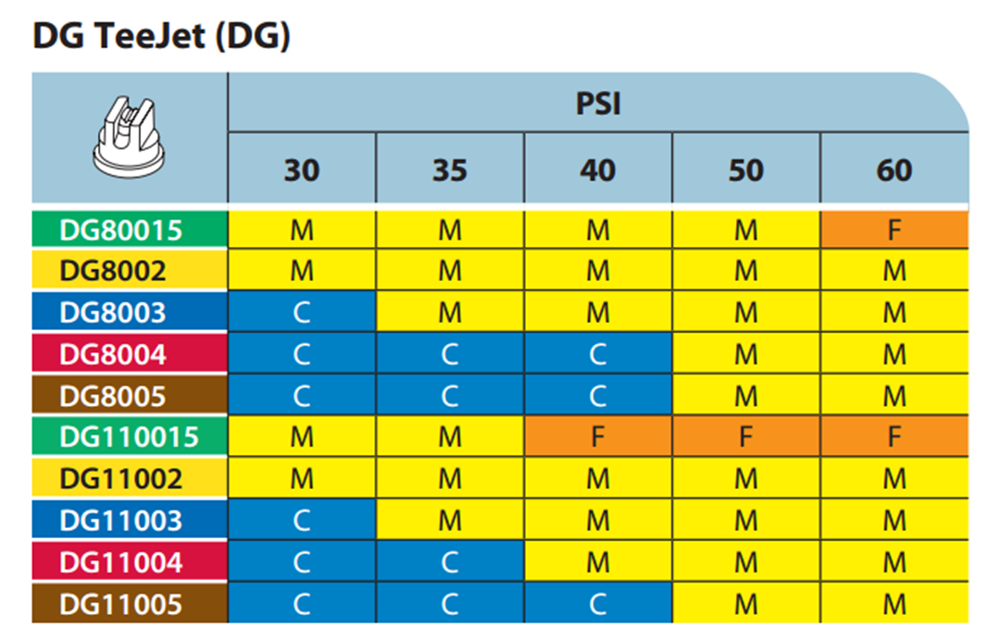 DG TeeJet (DG)
PSI
30 35 40 50 60
DG80015 M M M M F
DG8002 M M M M M
DG8003 C M M M M
DG8004 C C C M M
DG8005 C C C M M
DG110015 M M F F F
DG11002 M M M M M
DG11003 C M M M M
DG11004 C C M M M
DG11005 C C C M M